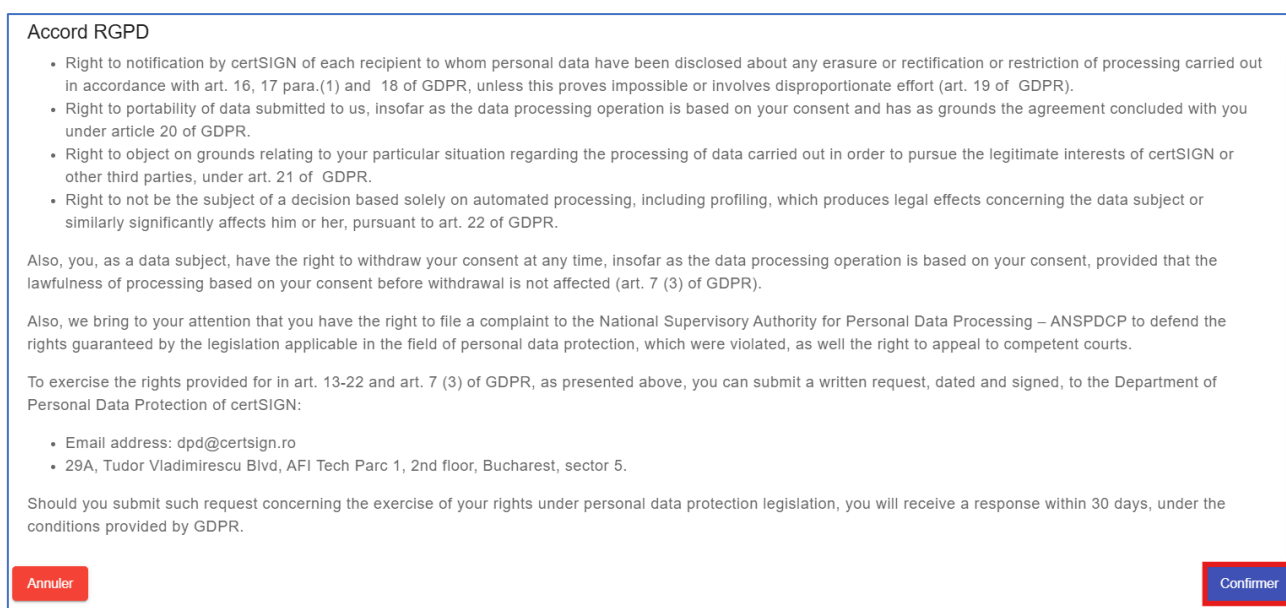 Accord RGPD
• Right to notification by certSIGN of each recipient to whom personal data have been disclosed about any erasure or rectification or restriction of processing carried out
in accordance with art. 16, 17 para.(1) and  18 of GDPR, unless this proves impossible or involves disproportionate effort (art. 19 of  GDPR).
• Right to portability of data submitted to us, insofar as the data processing operation is based on your consent and has as grounds the agreement concluded with you
under article 20 of GDPR.
• Right to object on grounds relating to your particular situation regarding the processing of data carried out in order to pursue the legitimate interests of certSIGN or
other third parties, under art. 21 of  GDPR.
• Right to not be the subject of a decision based solely on automated processing, including profiling, which produces legal effects concerning the data subject or
similarly significantly affects him or her, pursuant to art. 22 of GDPR.
Also, you, as a data subject, have the right to withdraw your consent at any time, insofar as the data processing operation is based on your consent, provided that the
lawfulness of processing based on your consent before withdrawal is not affected (art. 7 (3) of GDPR).
Also, we bring to your attention that you have the right to file a complaint to the National Supervisory Authority for Personal Data Processing – ANSPDCP to defend the
rights guaranteed by the legislation applicable in the field of personal data protection, which were violated, as well the right to appeal to competent courts.
To exercise the rights provided for in art. 13-22 and art. 7 (3) of GDPR, as presented above, you can submit a written request, dated and signed, to the Department of
Personal Data Protection of certSIGN:
• Email address: dpd@certsign.ro
• 29A, Tudor Vladimirescu Blvd, AFI Tech Parc 1, 2nd floor, Bucharest, sector 5.
Should you submit such request concerning the exercise of your rights under personal data protection legislation, you will receive a response within 30 days, under the
conditions provided by GDPR.
Annuler
Confirmer